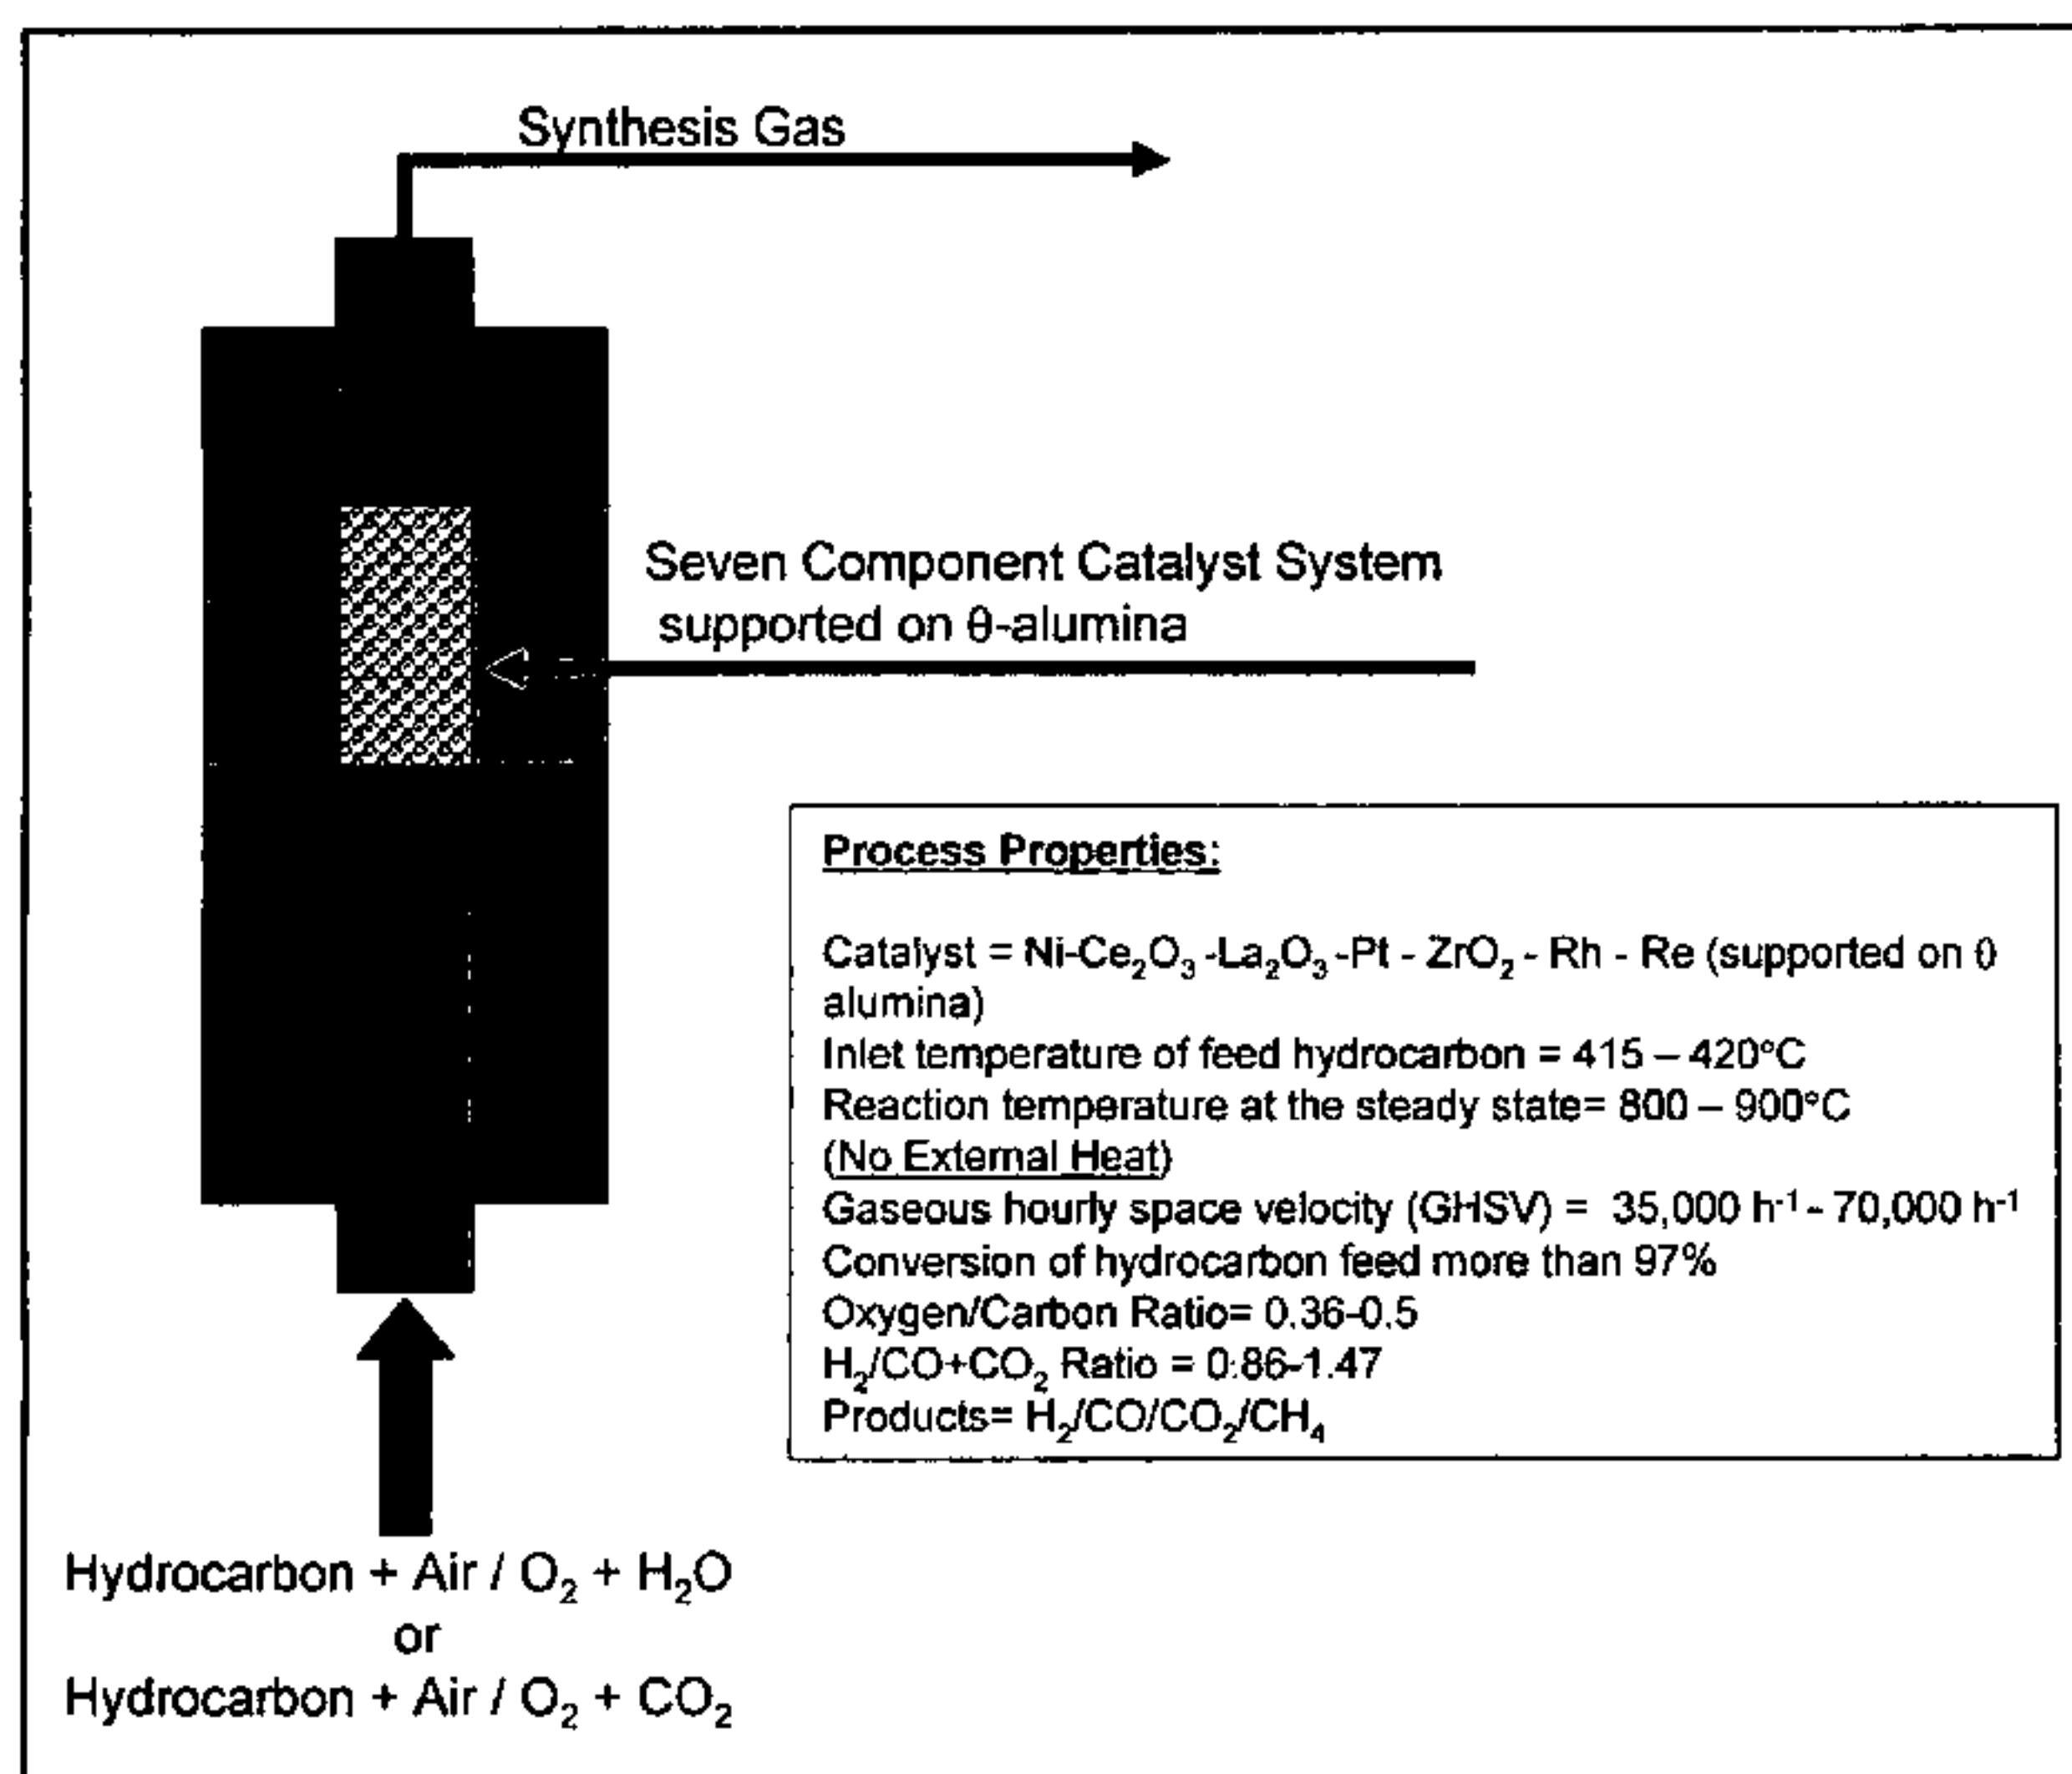 Synthesis Gas
Seven Component Catalyst System
supported on θ-alumina
Process Properties:
Catalyst = Ni-Ce₂O₃ -La₂O₃ -Pt - ZrO₂ - Rh - Re (supported on θ
alumina)
Inlet temperature of feed hydrocarbon = 415 – 420°C
Reaction temperature at the steady state= 800 – 900°C
(No External Heat)
Gaseous hourly space velocity (GHSV) = 35,000 h⁻¹ - 70,000 h⁻¹
Conversion of hydrocarbon feed more than 97%
Oxygen/Carbon Ratio= 0.36-0.5
H₂/CO+CO₂ Ratio = 0.86-1.47
Products= H₂/CO/CO₂/CH₄
Hydrocarbon + Air / O₂ + H₂O
or
Hydrocarbon + Air / O₂ + CO₂